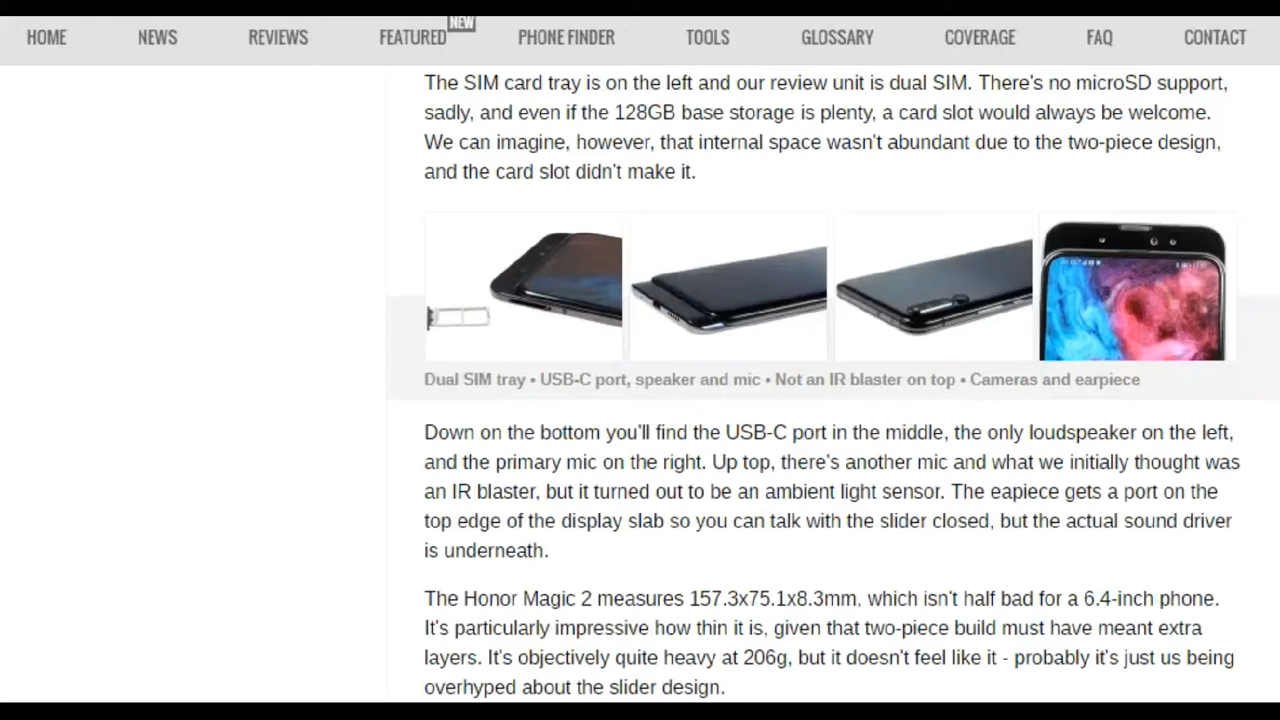 HOME NEWS REVIEWS FEATURED NEW PHONE FINDER TOOLS GLOSSARY COVERAGE FAQ CONTACT
The SIM card tray is on the left and our review unit is dual SIM. There's no microSD support,
sadly, and even if the 128GB base storage is plenty, a card slot would always be welcome.
We can imagine, however, that internal space wasn't abundant due to the two-piece design,
and the card slot didn't make it.
Dual SIM tray • USB-C port, speaker and mic • Not an IR blaster on top • Cameras and earpiece
Down on the bottom you'll find the USB-C port in the middle, the only loudspeaker on the left,
and the primary mic on the right. Up top, there's another mic and what we initially thought was
an IR blaster, but it turned out to be an ambient light sensor. The eapiece gets a port on the
top edge of the display slab so you can talk with the slider closed, but the actual sound driver
is underneath.
The Honor Magic 2 measures 157.3x75.1x8.3mm, which isn't half bad for a 6.4-inch phone.
It's particularly impressive how thin it is, given that two-piece build must have meant extra
layers. It's objectively quite heavy at 206g, but it doesn't feel like it - probably it's just us being
overhyped about the slider design.